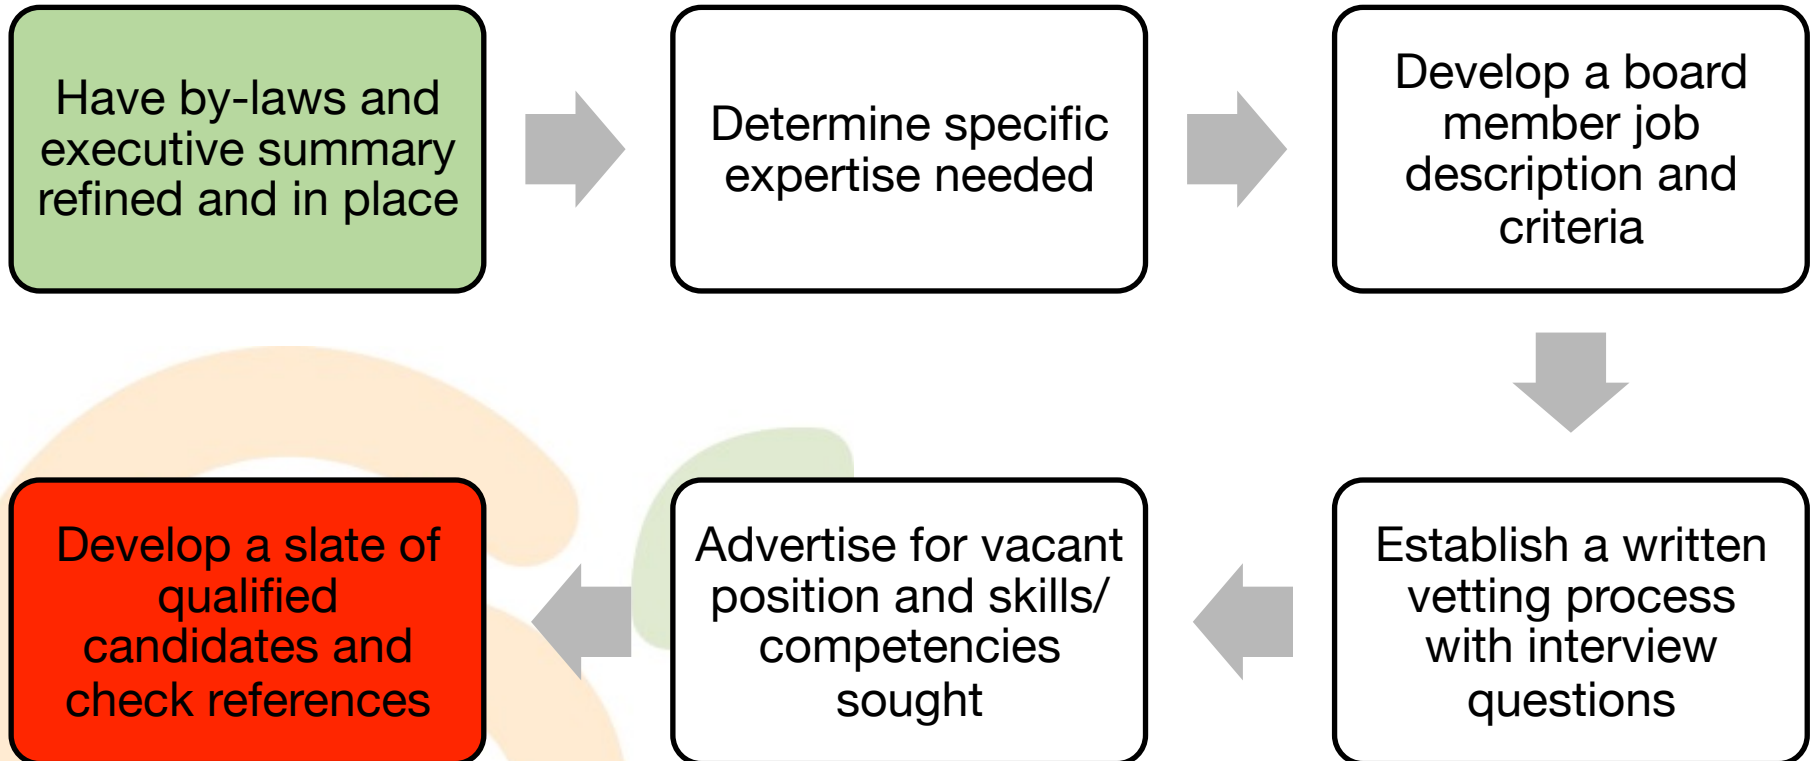 Have by-laws and
executive summary
refined and in place
Determine specific
expertise needed
Develop a board
member job
description and
criteria
Establish a written
vetting process
with interview
questions
Advertise for vacant
position and skills/
competencies
sought
Develop a slate of
qualified
candidates and
check references